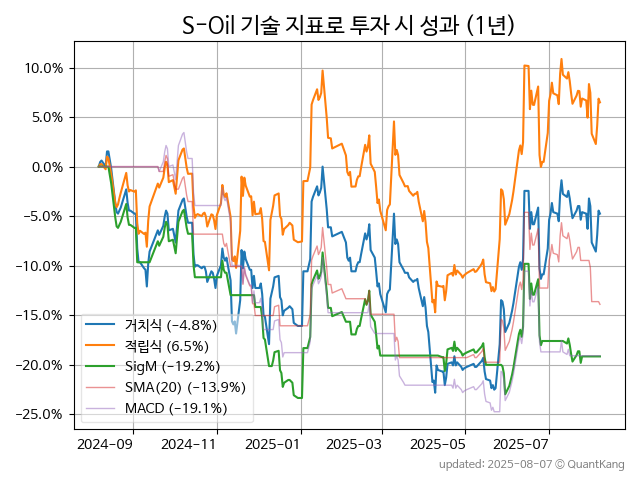 S-Oil 기술 지표로 투자 시 성과 (1년)
10.0%
5.0%
0.0%
−5.0%
−10.0%
−15.0%
−20.0%
−25.0%
거치식 (−4.8%)
적립식 (6.5%)
SigM (−19.2%)
SMA(20) (−13.9%)
MACD (−19.1%)
2024-09 2024-11 2025-01 2025-03 2025-05 2025-07
updated: 2025-08-07 © QuantKang